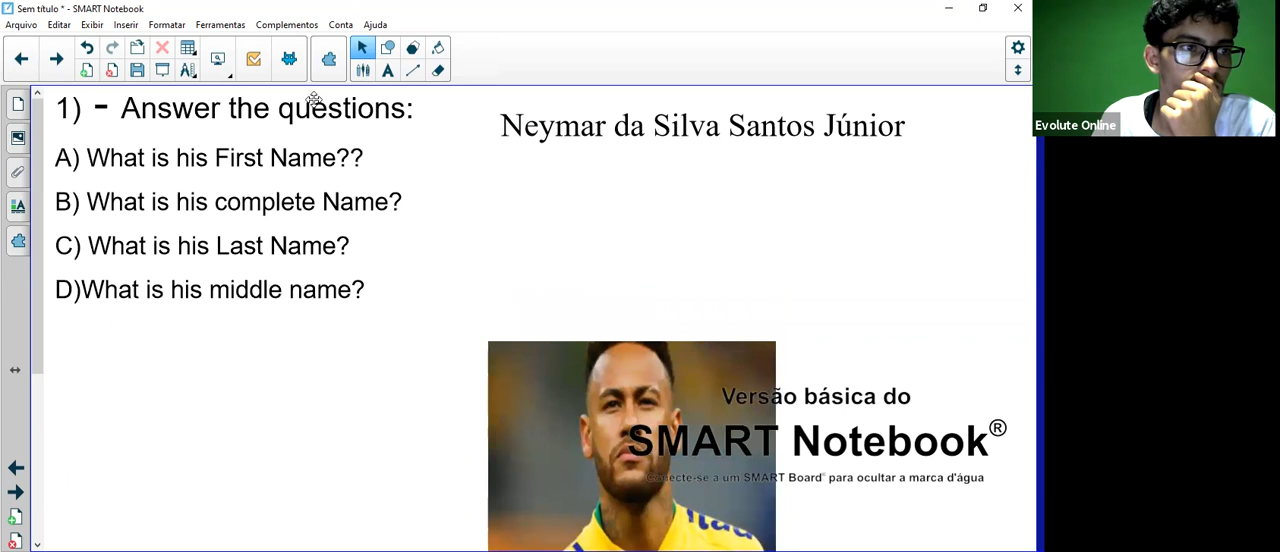 Sem título * - SMART Notebook
Arquivo Editar Exibir Inserir Formatar Ferramentas Complementos Conta Ajuda
1) - Answer the questions:
Neymar da Silva Santos Júnior
A) What is his First Name??
B) What is his complete Name?
C) What is his Last Name?
D)What is his middle name?
Evolute Online
Versão básica do
SMART Notebook®
Conecte-se a um SMART Board® para ocultar a marca d'água